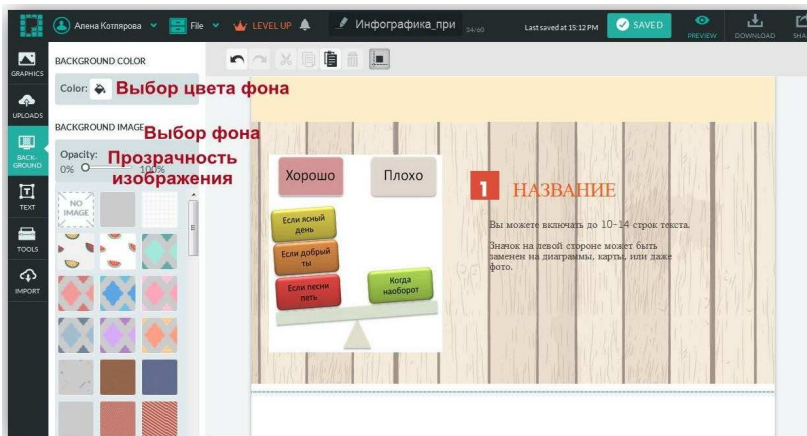 Алена Котлярова
File
LEVEL UP
Инфографика_при
34/60
Last saved at 15:12 PM
SAVED
PREVIEW
DOWNLOAD
SHA
GRAPHICS
UPLOADS
BACK-
GROUND
TEXT
TOOLS
IMPORT
BACKGROUND COLOR
Color:
Выбор цвета фона
BACKGROUND IMAGE
Выбор фона
Opacity:
0%
100%
Прозрачность
изображения
NO
IMAGE
Хорошо
Плохо
Если ясный
день
Если добрый
ты
Если песни
петь
Когда
наоборот
1
НАЗВАНИЕ
Вы можете включать до 10-14 строк текста.
Значок на левой стороне может быть
заменен на диаграммы, карты, или даже
фото.